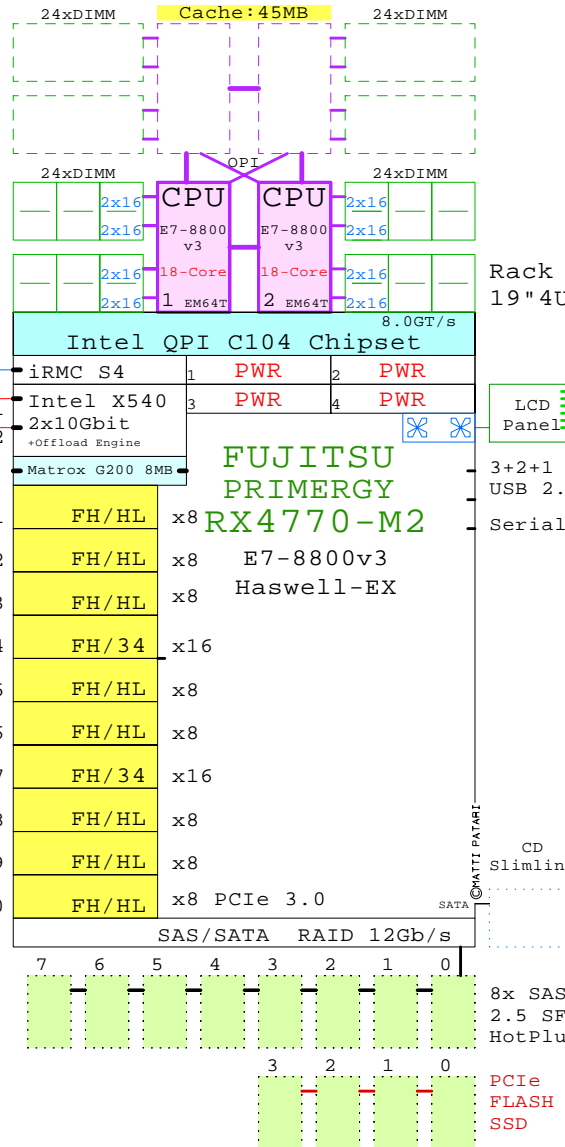 24xDIMM Cache:45MB 24xDIMM
QPI
24xDIMM 24xDIMM
2x16 CPU CPU 2x16
2x16 E7-8800 E7-8800 2x16
v3 v3
2x16 18-Core 18-Core 2x16
2x16 1 EM64T 2 EM64T 2x16
Rack
19"4U
8.0GT/s
Intel QPI C104 Chipset
iRMC S4 1 PWR 2 PWR
Intel X540 3 PWR 4 PWR
2x10Gbit
+Offload Engine
LCD
Panel
Matrox G200 8MB
FUJITSU
PRIMERGY
RX4770-M2
E7-8800v3
Haswell-EX
3+2+1
USB 2.
Serial
FH/HL x8
2 FH/HL x8
3 FH/HL x8
4 FH/34 x16
FH/HL x8
FH/HL x8
7 FH/34 x16
8 FH/HL x8
9 FH/HL x8
0 FH/HL x8 PCIe 3.0
SATA
©MATTI PATARI
CD
Slimlin
SAS/SATA RAID 12Gb/s
7 6 5 4 3 2 1 0
8x SAS
2.5 SF
HotPlu
3 2 1 0
PCIe
FLASH
SSD